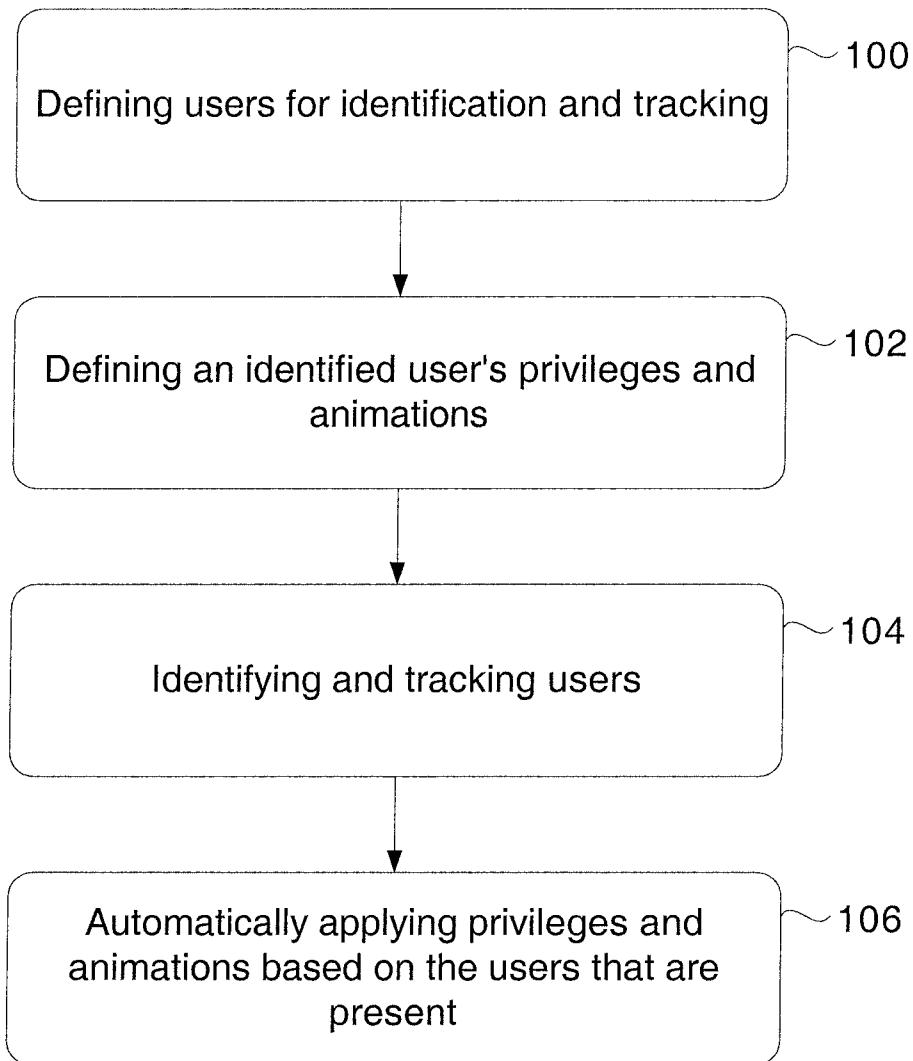 100
Defining users for identification and tracking
102
Defining an identified user's privileges and
animations
104
Identifying and tracking users
106
Automatically applying privileges and
animations based on the users that are
present